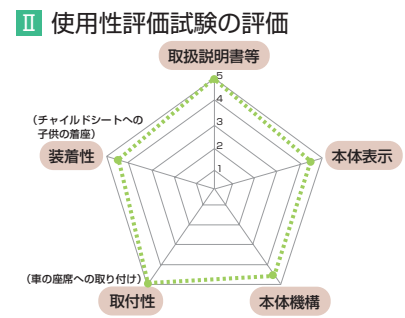 Ⅱ 使用性評価試験の評価
取扱説明書等
5
4
3
2
1
(チャイルドシートへの
子供の着座)
装着性
本体表示
(車の座席への取り付け)
取付性
本体機構